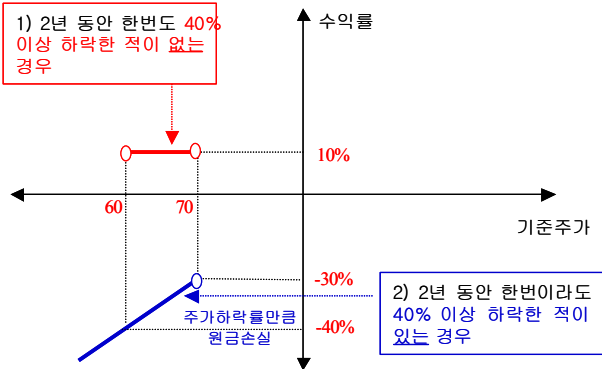 1) 2년 동안 한번도 40%
이상 하락한 적이 없는
경우
수익률
10%
60
70
기준주가
-30%
주가하락률만큼
원금손실
-40%
2) 2년 동안 한번이라도
40% 이상 하락한 적이
있는 경우